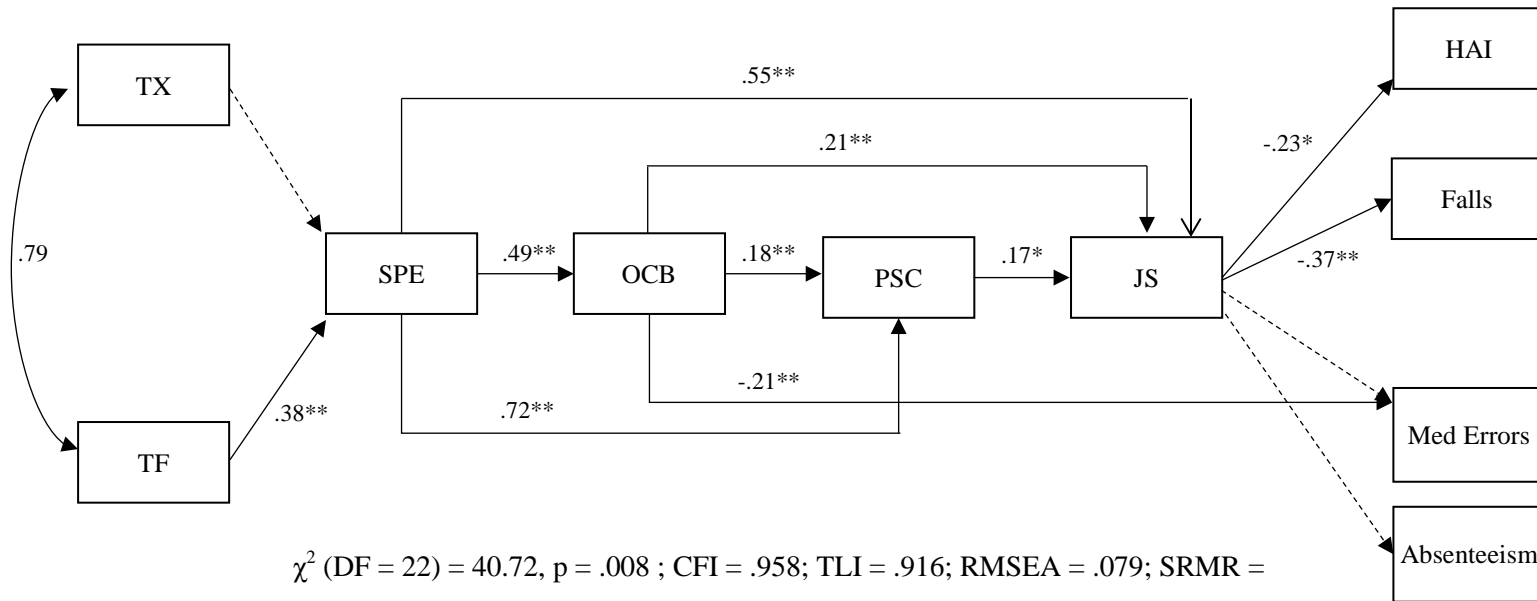 HAI
TX
.55**
.21**
-.23*
Falls
.79
SPE
.49**
OCB
.18**
PSC
.17*
JS
-.37**
-.21**
.72**
.38**
Med Errors
TF
Absenteeism
χ² (DF = 22) = 40.72, p = .008 ; CFI = .958; TLI = .916; RMSEA = .079; SRMR =